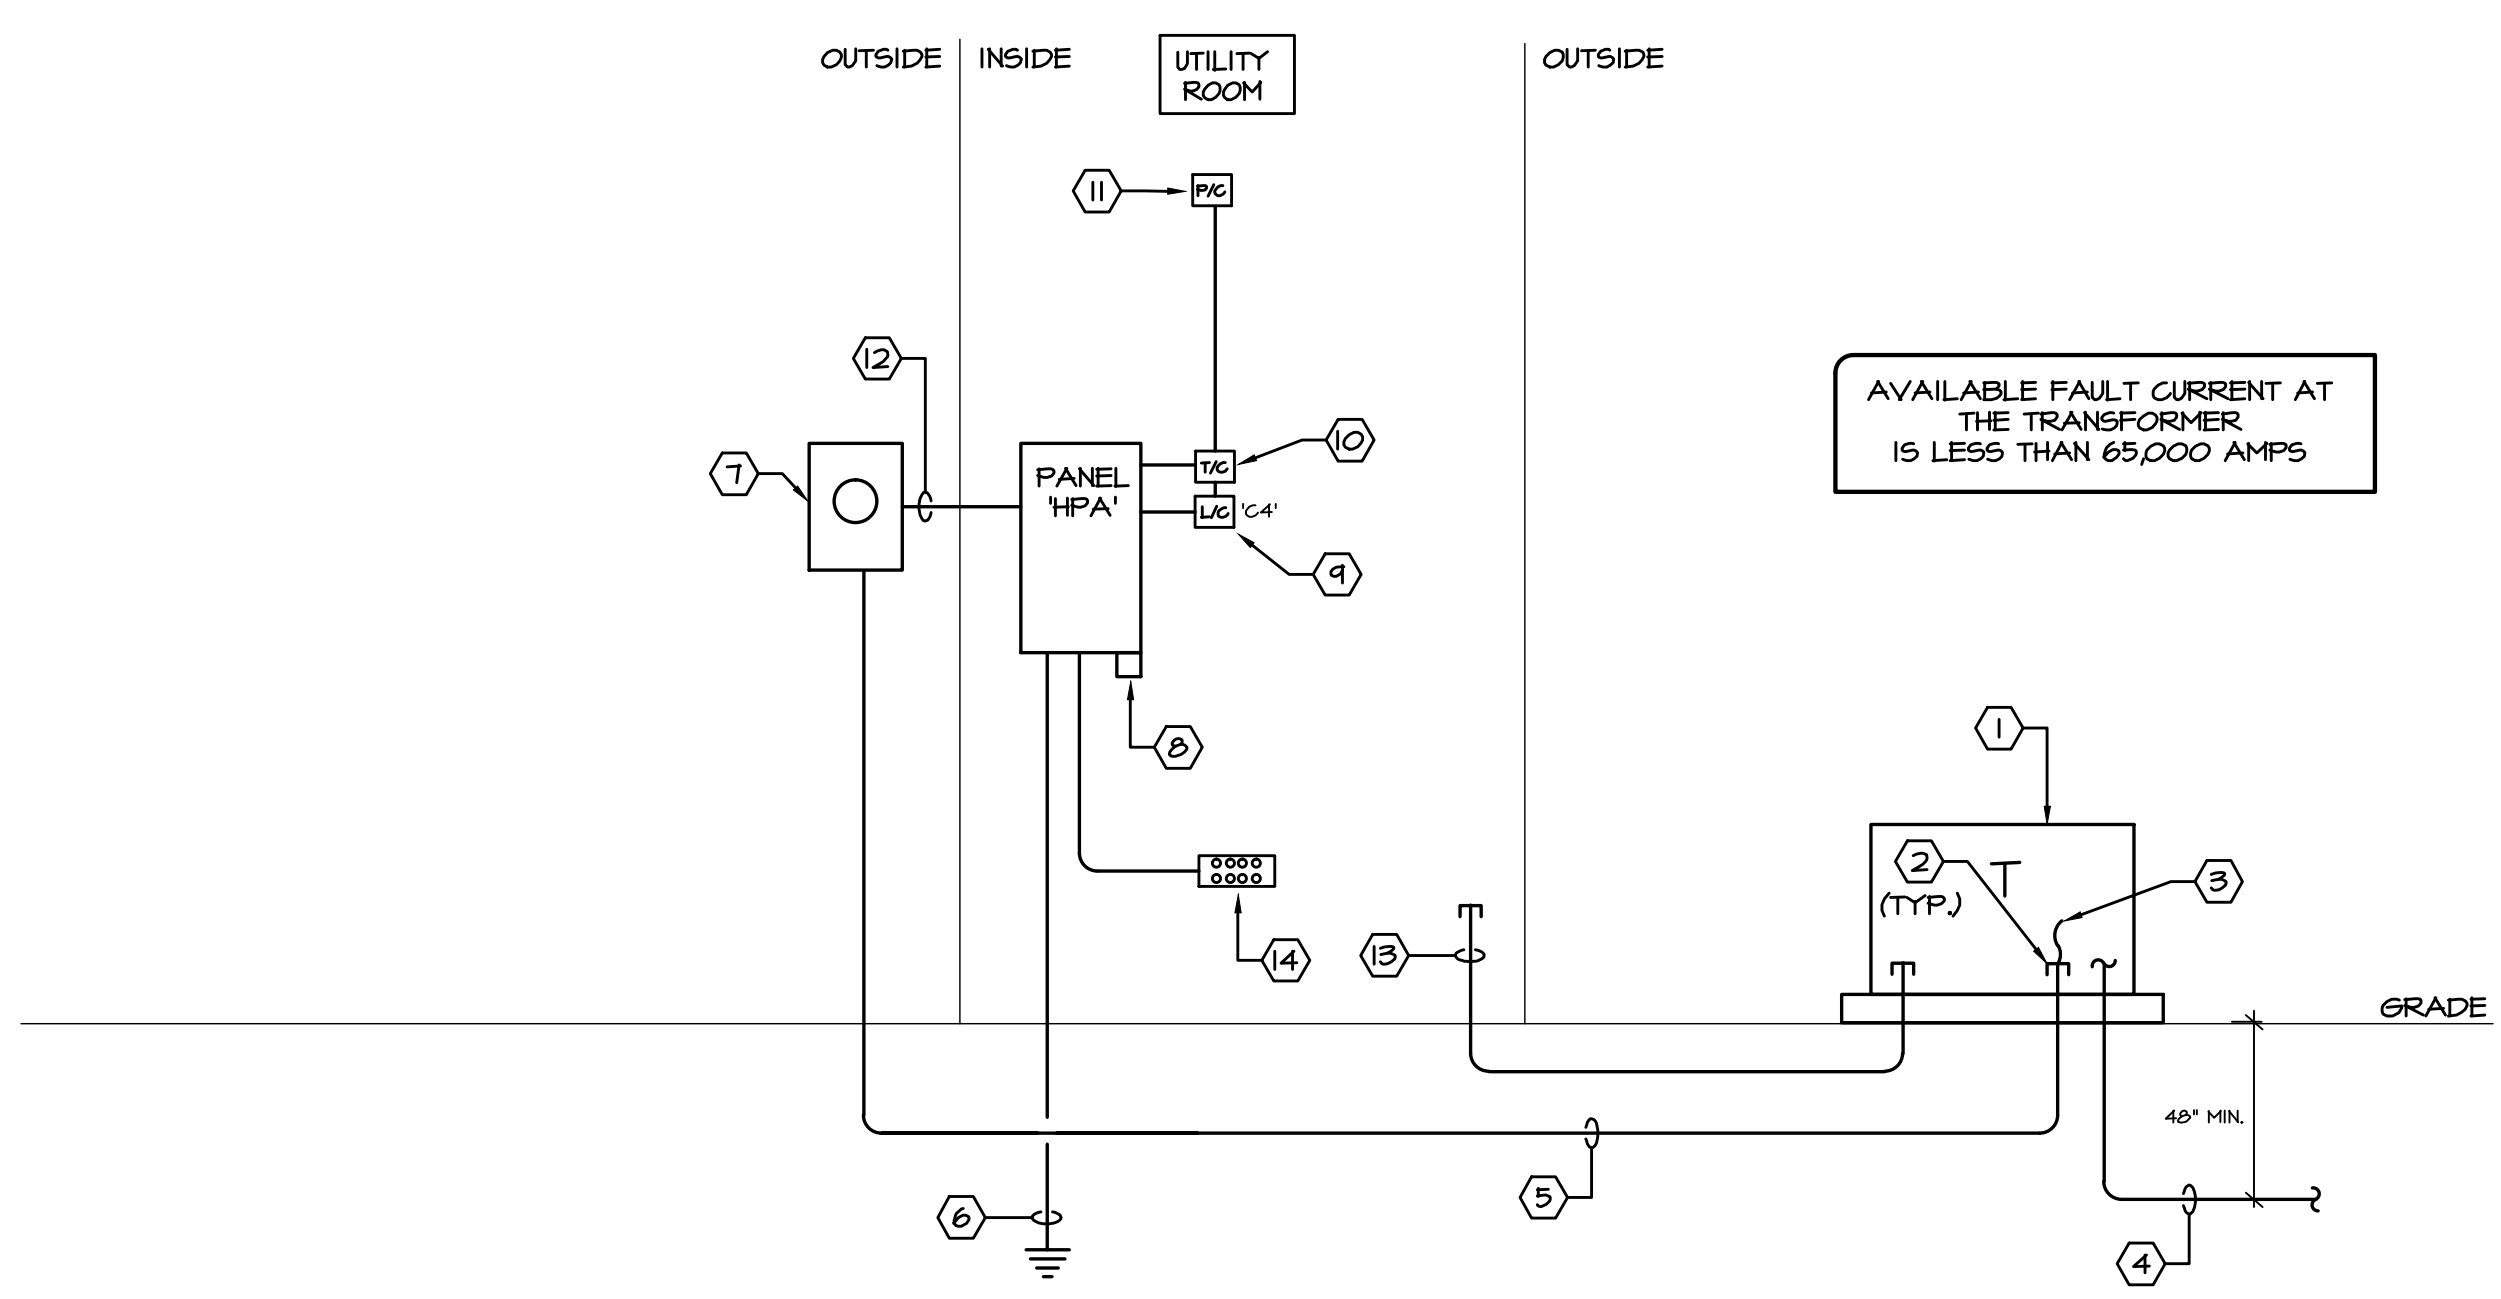 OUTSIDE
INSIDE
UTILITY
ROOM
OUTSIDE
11
P/C
12
AVAILABLE FAULT CURRENT AT
THE TRANSFORMER
IS LESS THAN 65,000 AMPS
10
7
PANEL
"H1A"
T/C
L/C
'C4'
9
8
1
2
T
3
(TYP.)
13
14
GRADE
48" MIN.
5
6
4